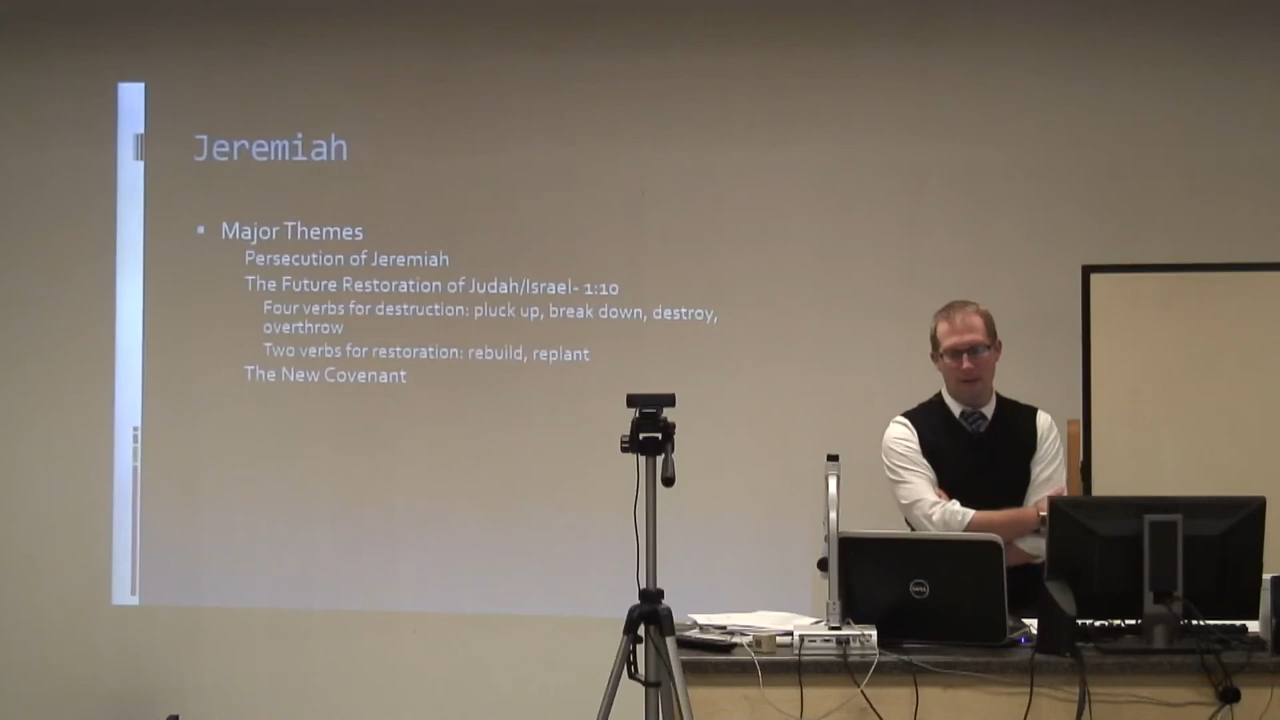 Jeremiah
▪ Major Themes
Persecution of Jeremiah
The Future Restoration of Judah/Israel- 1:10
Four verbs for destruction: pluck up, break down, destroy,
overthrow
Two verbs for restoration: rebuild, replant
The New Covenant
DELL